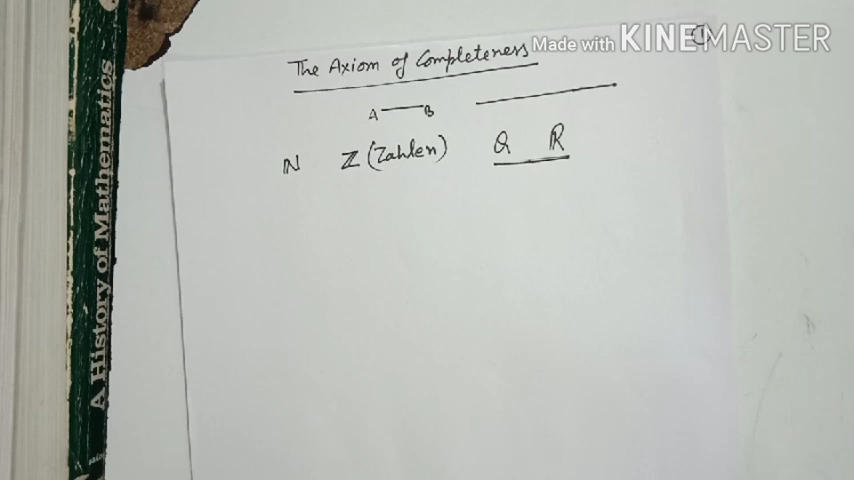 Made with KINEMASTER
The Axiom of Completeness
A B
ℕ ℤ (Zahlen) ℚ ℝ
A History of Mathematics